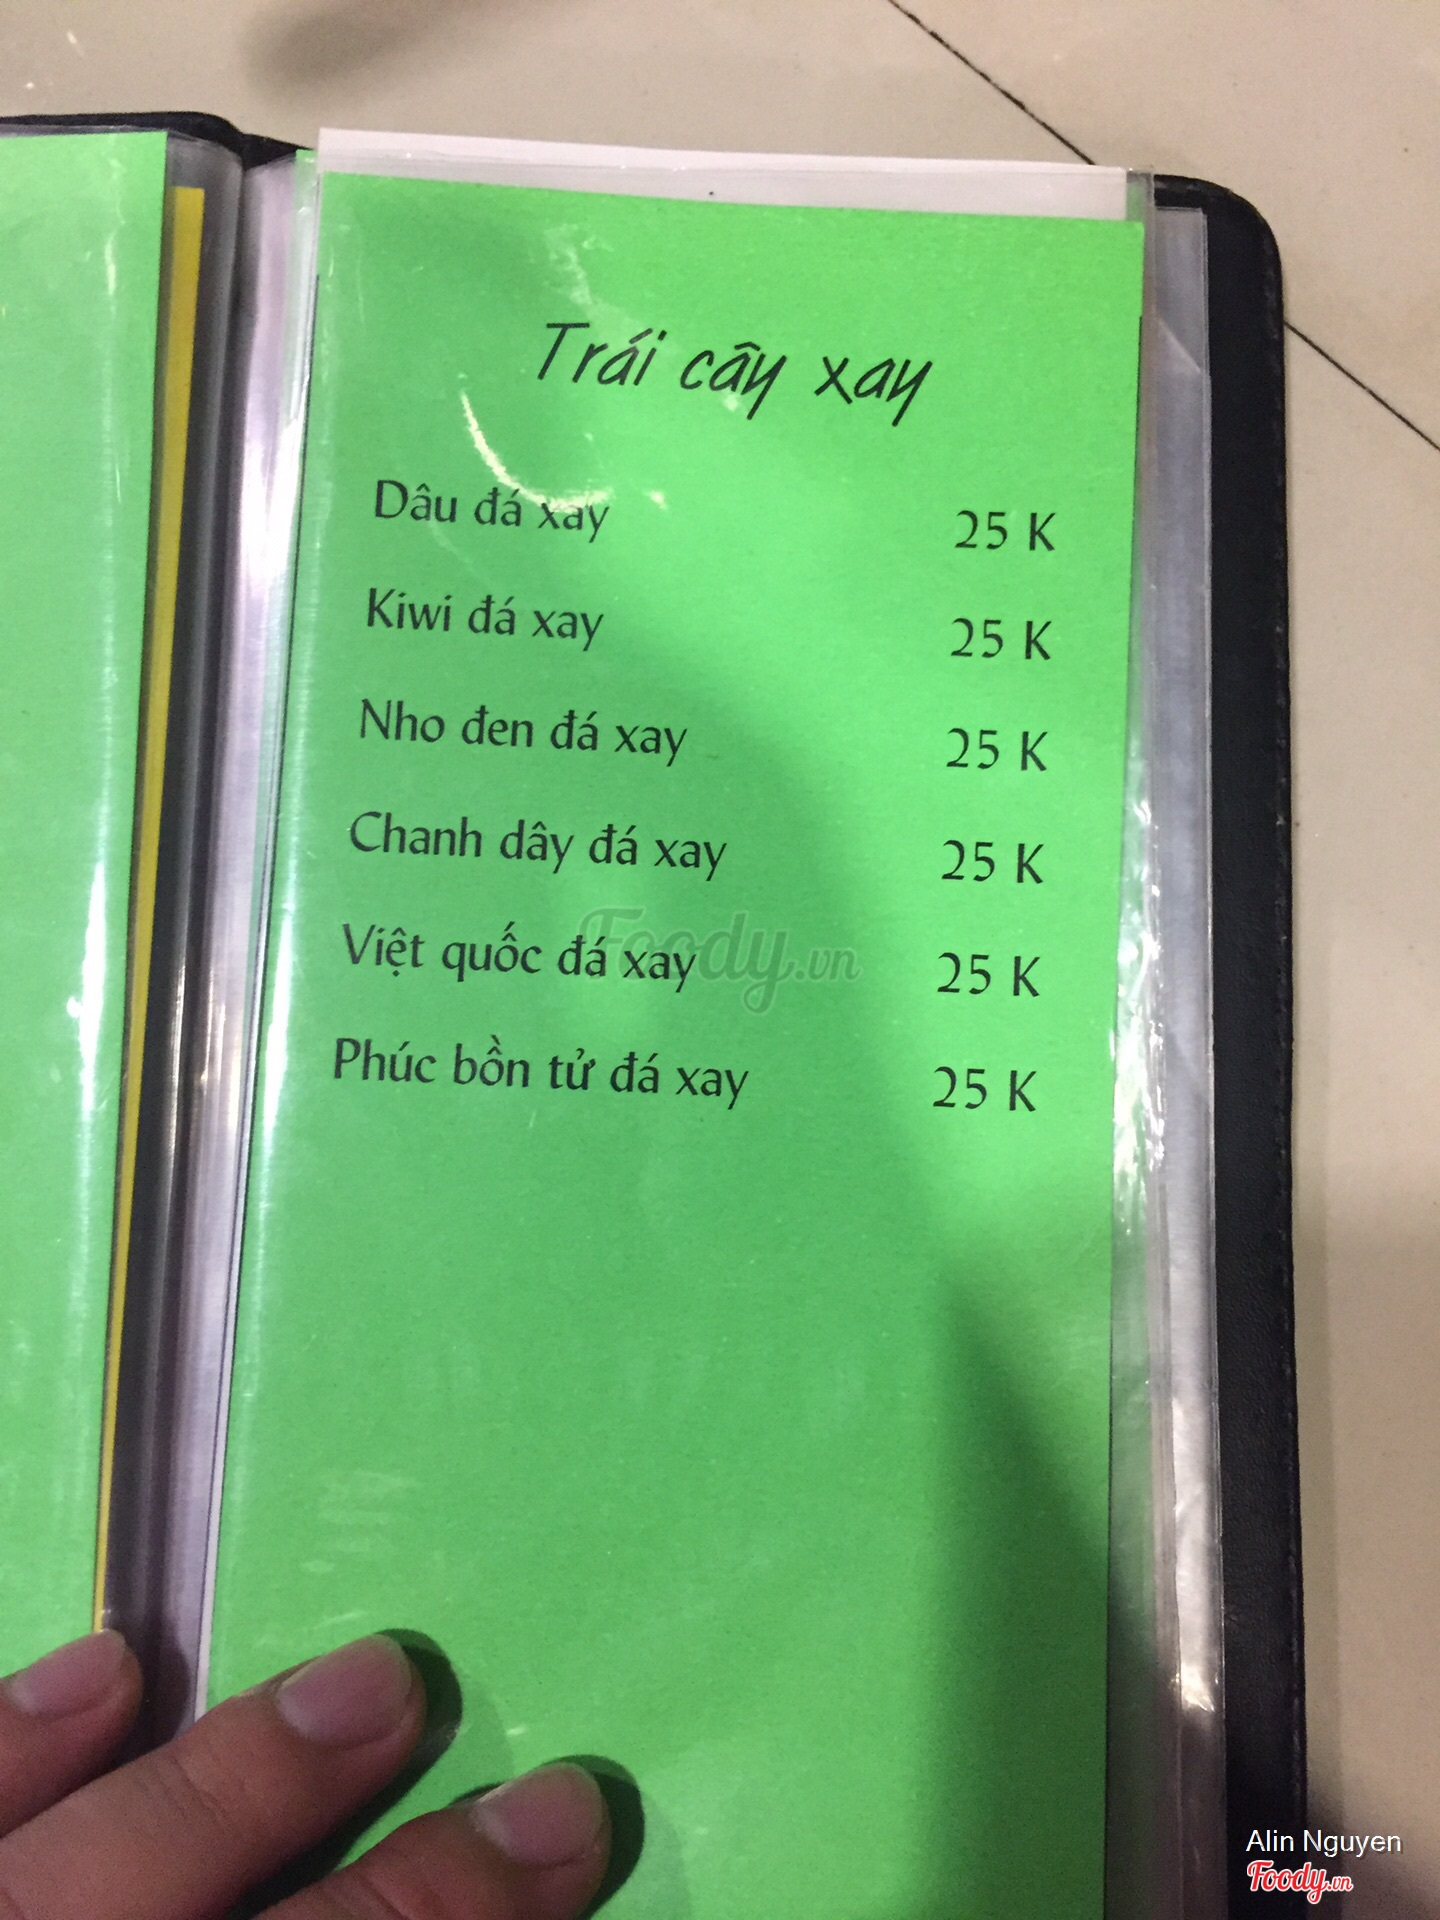 Trái cây xay
Dâu đá xay 25 K
Kiwi đá xay 25 K
Nho đen đá xay 25 K
Chanh dây đá xay 25 K
Việt quốc đá xay 25 K
Phúc bồn tử đá xay 25 K
Foody.vn
Alin Nguyen
Foody.vn